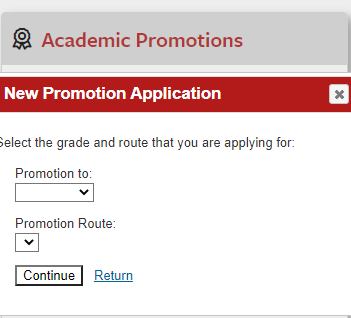 Academic Promotions
New Promotion Application
Select the grade and route that you are applying for:
Promotion to:
Promotion Route:
Continue Return